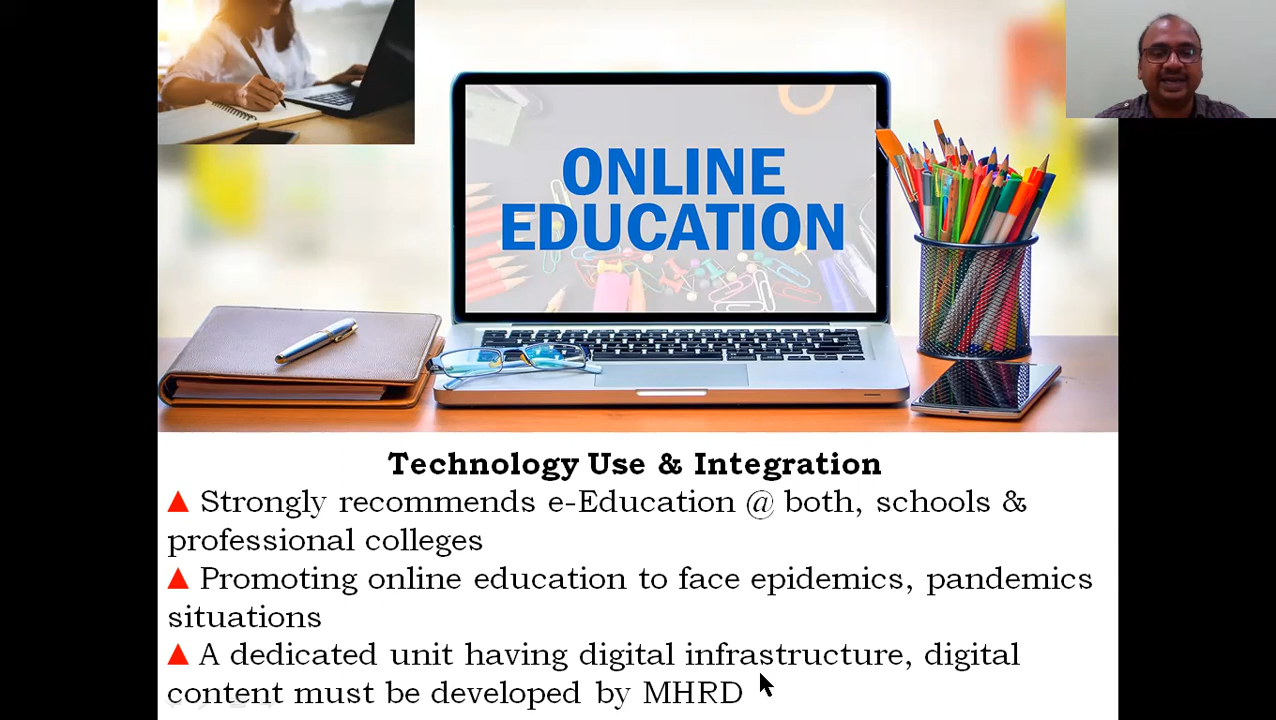 ONLINE
EDUCATION
Technology Use & Integration
▲ Strongly recommends e-Education @ both, schools &
professional colleges
▲ Promoting online education to face epidemics, pandemics
situations
▲ A dedicated unit having digital infrastructure, digital
content must be developed by MHRD